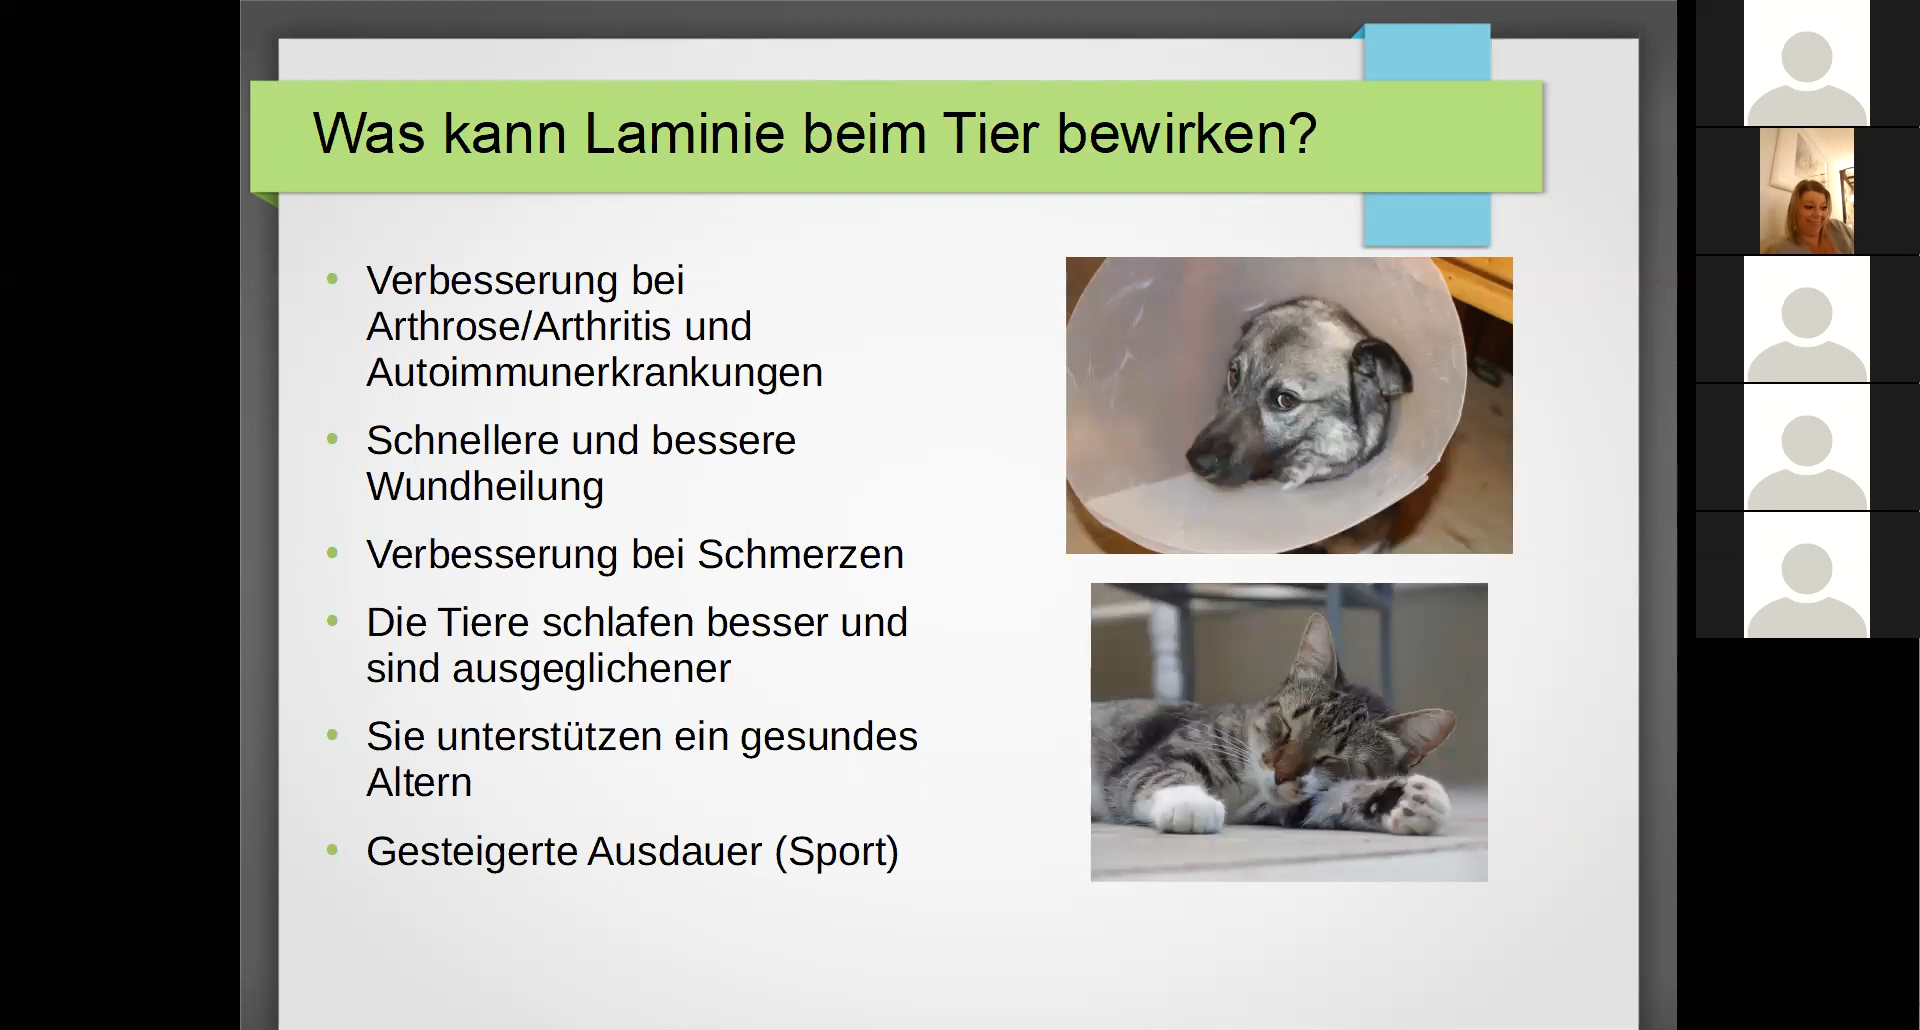 Was kann Laminie beim Tier bewirken?
• Verbesserung bei
Arthrose/Arthritis und
Autoimmunerkrankungen
• Schnellere und bessere
Wundheilung
• Verbesserung bei Schmerzen
• Die Tiere schlafen besser und
sind ausgeglichener
• Sie unterstützen ein gesundes
Altern
• Gesteigerte Ausdauer (Sport)